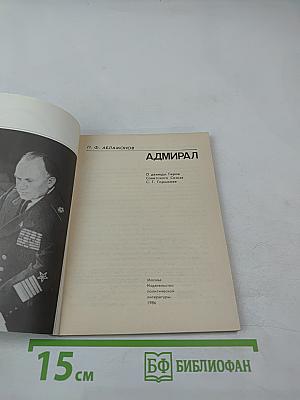 П. Ф. АБЛАМОНОВ
АДМИРАЛ
О дважды Герое
Советского Союза
С. Г. Горшкове
Москва
Издательство
политической
литературы
1986
15 см
БФ БИБЛИОФАН